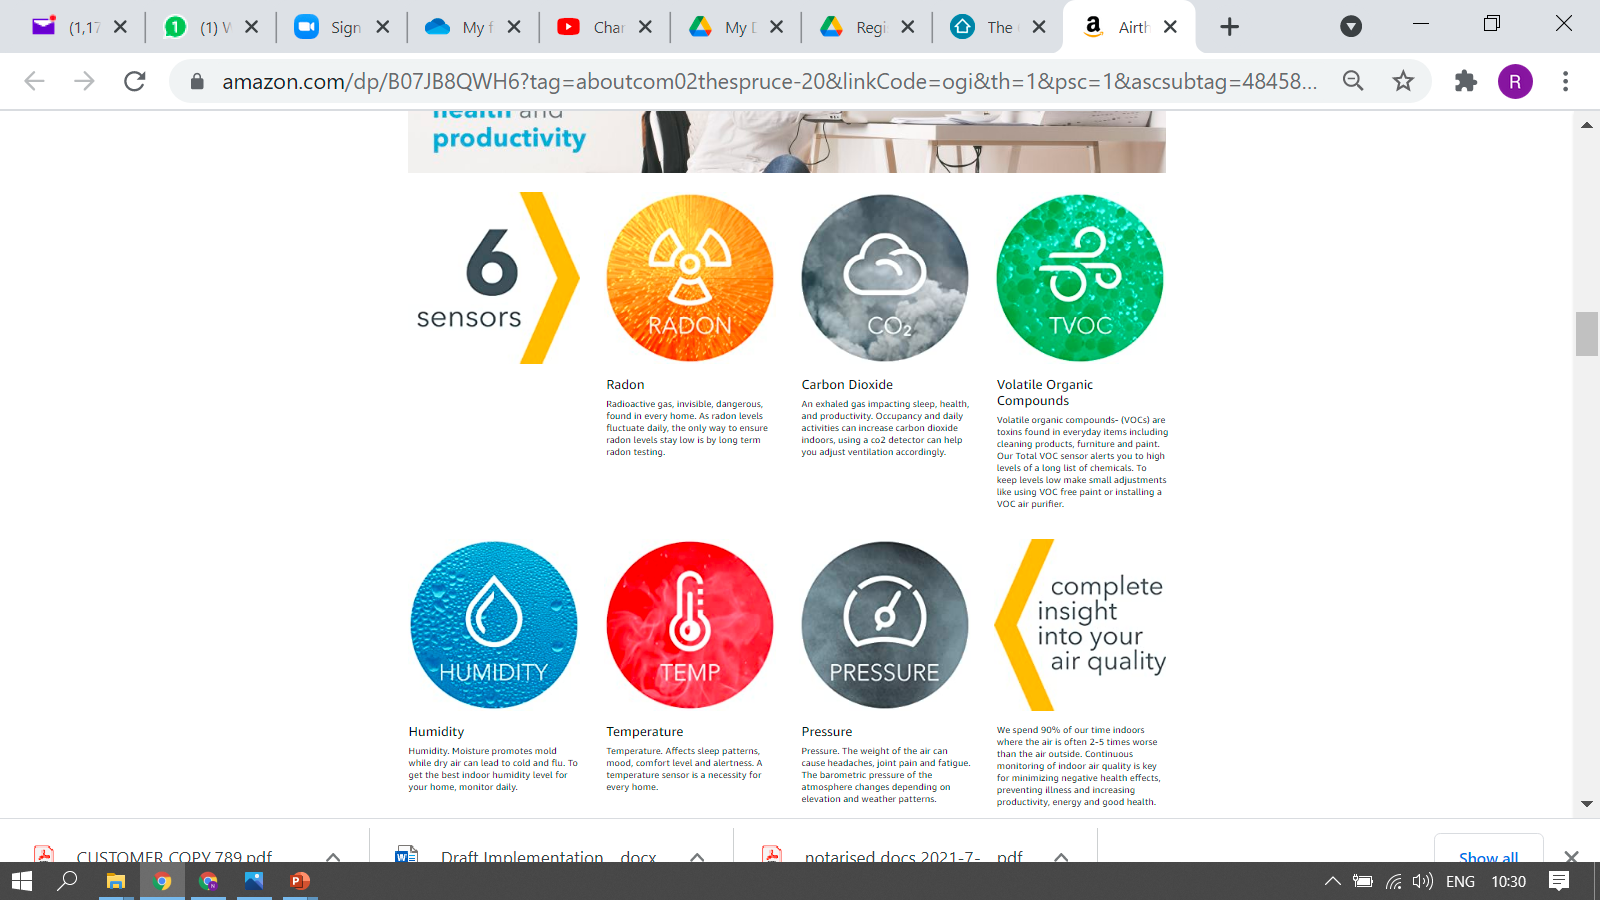 (1,17
(1) W
Sign
My f
Char
My D
Regi
The
Airth
amazon.com/dp/B07JB8QWH6?tag=aboutcom02thespruce-20&linkCode=ogi&th=1&psc=1&ascsubtag=48458...
R
health and
productivity
6
sensors
RADON
CO₂
TVOC
Radon
Radioactive gas, invisible, dangerous,
found in every home. As radon levels
fluctuate daily, the only way to ensure
radon levels stay low is by long term
radon testing.
Carbon Dioxide
An exhaled gas impacting sleep, health,
and productivity. Occupancy and daily
activities can increase carbon dioxide
indoors, using a co2 detector can help
you adjust ventilation accordingly.
Volatile Organic
Compounds
Volatile organic compounds- (VOCs) are
toxins found in everyday items including
cleaning products, furniture and paint.
Our Total VOC sensor alerts you to high
levels of a long list of chemicals. To
keep levels low make small adjustments
like using VOC free paint or installing a
VOC air purifier.
HUMIDITY
TEMP
PRESSURE
complete
insight
into your
air quality
Humidity
Humidity. Moisture promotes mold
while dry air can lead to cold and flu. To
get the best indoor humidity level for
your home, monitor daily.
Temperature
Temperature. Affects sleep patterns,
mood, comfort level and alertness. A
temperature sensor is a necessity for
every home.
Pressure
Pressure. The weight of the air can
cause headaches, joint pain and fatigue.
The barometric pressure of the
atmosphere changes depending on
elevation and weather patterns.
We spend 90% of our time indoors
where the air is often 2-5 times worse
than the air outside. Continuous
monitoring of indoor air quality is key
for minimizing negative health effects,
preventing illness and increasing
productivity, energy and good health.
CUSTOMER COPY 789.pdf
Draft Implementation....docx
notarised docs 2021-7-....pdf
Show all
ENG
10:30